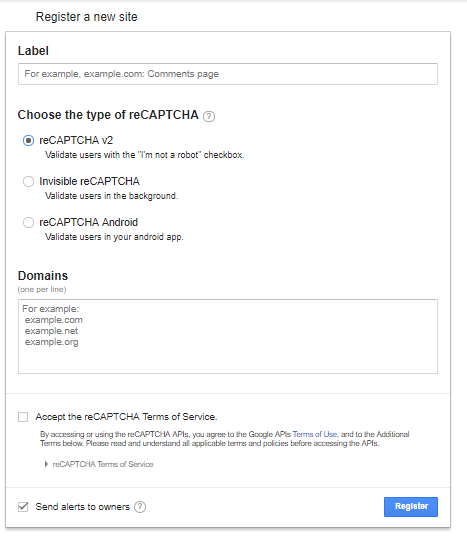 Register a new site
Label
For example, example.com: Comments page
Choose the type of reCAPTCHA ?
reCAPTCHA v2
Validate users with the "I'm not a robot" checkbox.
Invisible reCAPTCHA
Validate users in the background.
reCAPTCHA Android
Validate users in your android app.
Domains
(one per line)
For example:
example.com
example.net
example.org
Accept the reCAPTCHA Terms of Service.
By accessing or using the reCAPTCHA APIs, you agree to the Google APIs Terms of Use, and to the Additional
Terms below. Please read and understand all applicable terms and policies before accessing the APIs.
reCAPTCHA Terms of Service
Send alerts to owners ?
Register